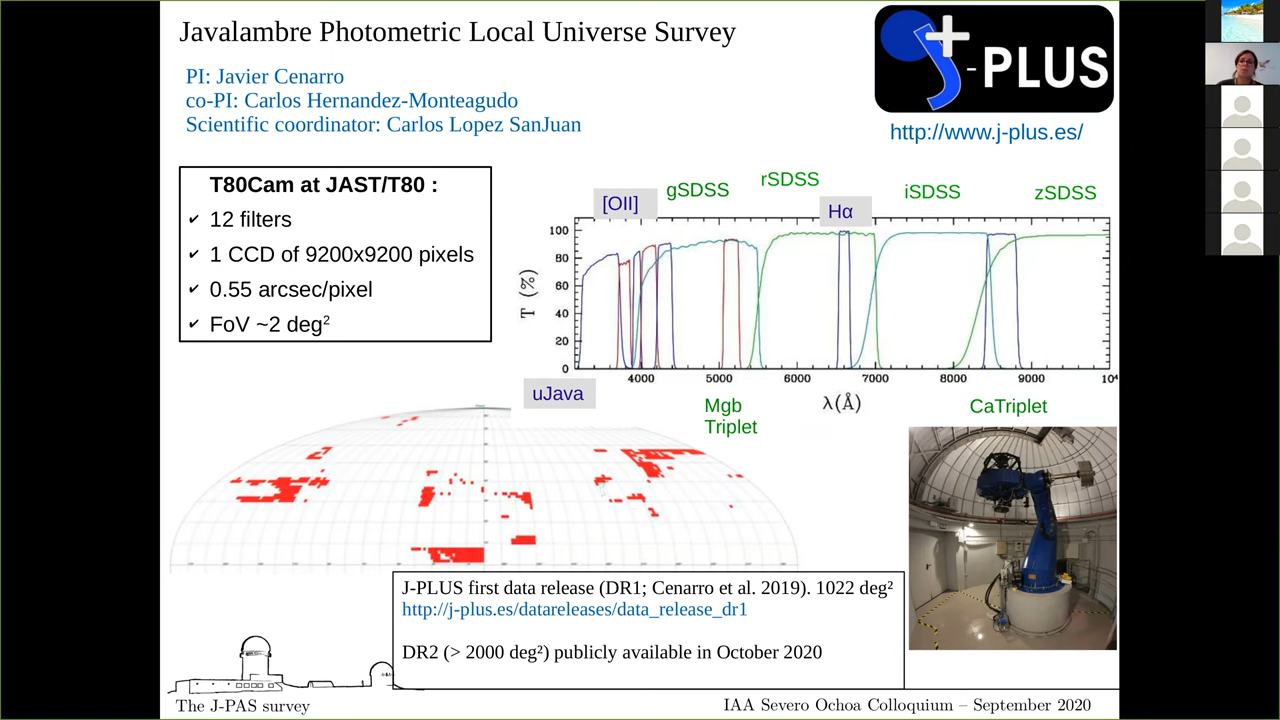 Javalambre Photometric Local Universe Survey
J-PLUS
PI: Javier Cenarro
co-PI: Carlos Hernandez-Monteagudo
Scientific coordinator: Carlos Lopez SanJuan
http://www.j-plus.es/
T80Cam at JAST/T80 :
✔ 12 filters
✔ 1 CCD of 9200x9200 pixels
✔ 0.55 arcsec/pixel
✔ FoV ~2 deg²
[OII] gSDSS rSDSS Hα iSDSS zSDSS
T (%)
100
80
60
40
20
0
4000 5000 6000 7000 8000 9000 10⁴
λ(Å)
uJava
Mgb
Triplet
CaTriplet
J-PLUS first data release (DR1; Cenarro et al. 2019). 1022 deg²
http://j-plus.es/datareleases/data_release_dr1
DR2 (> 2000 deg²) publicly available in October 2020
The J-PAS survey
IAA Severo Ochoa Colloquium – September 2020